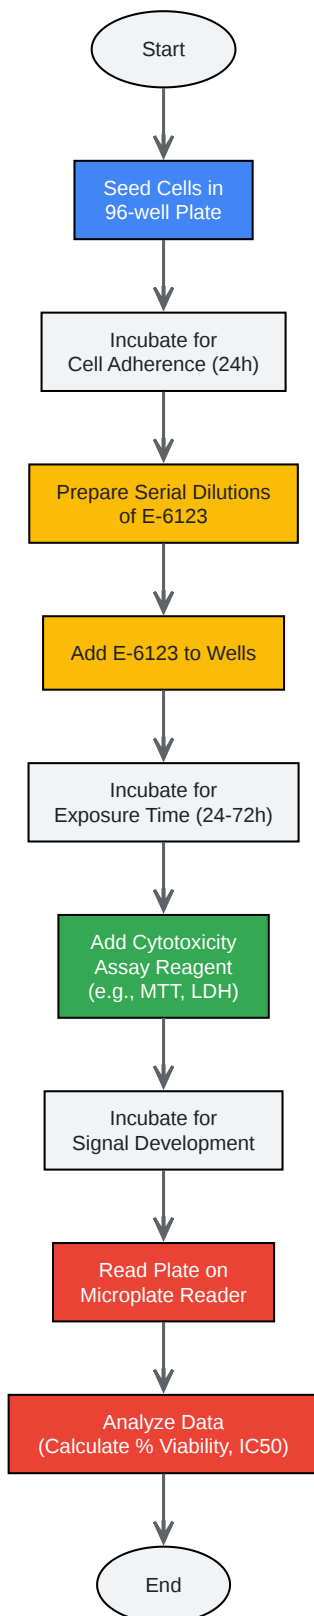 Start
Seed Cells in
96-well Plate
Incubate for
Cell Adherence (24h)
Prepare Serial Dilutions
of E-6123
Add E-6123 to Wells
Incubate for
Exposure Time (24-72h)
Add Cytotoxicity
Assay Reagent
(e.g., MTT, LDH)
Incubate for
Signal Development
Read Plate on
Microplate Reader
Analyze Data
(Calculate % Viability, IC50)
End